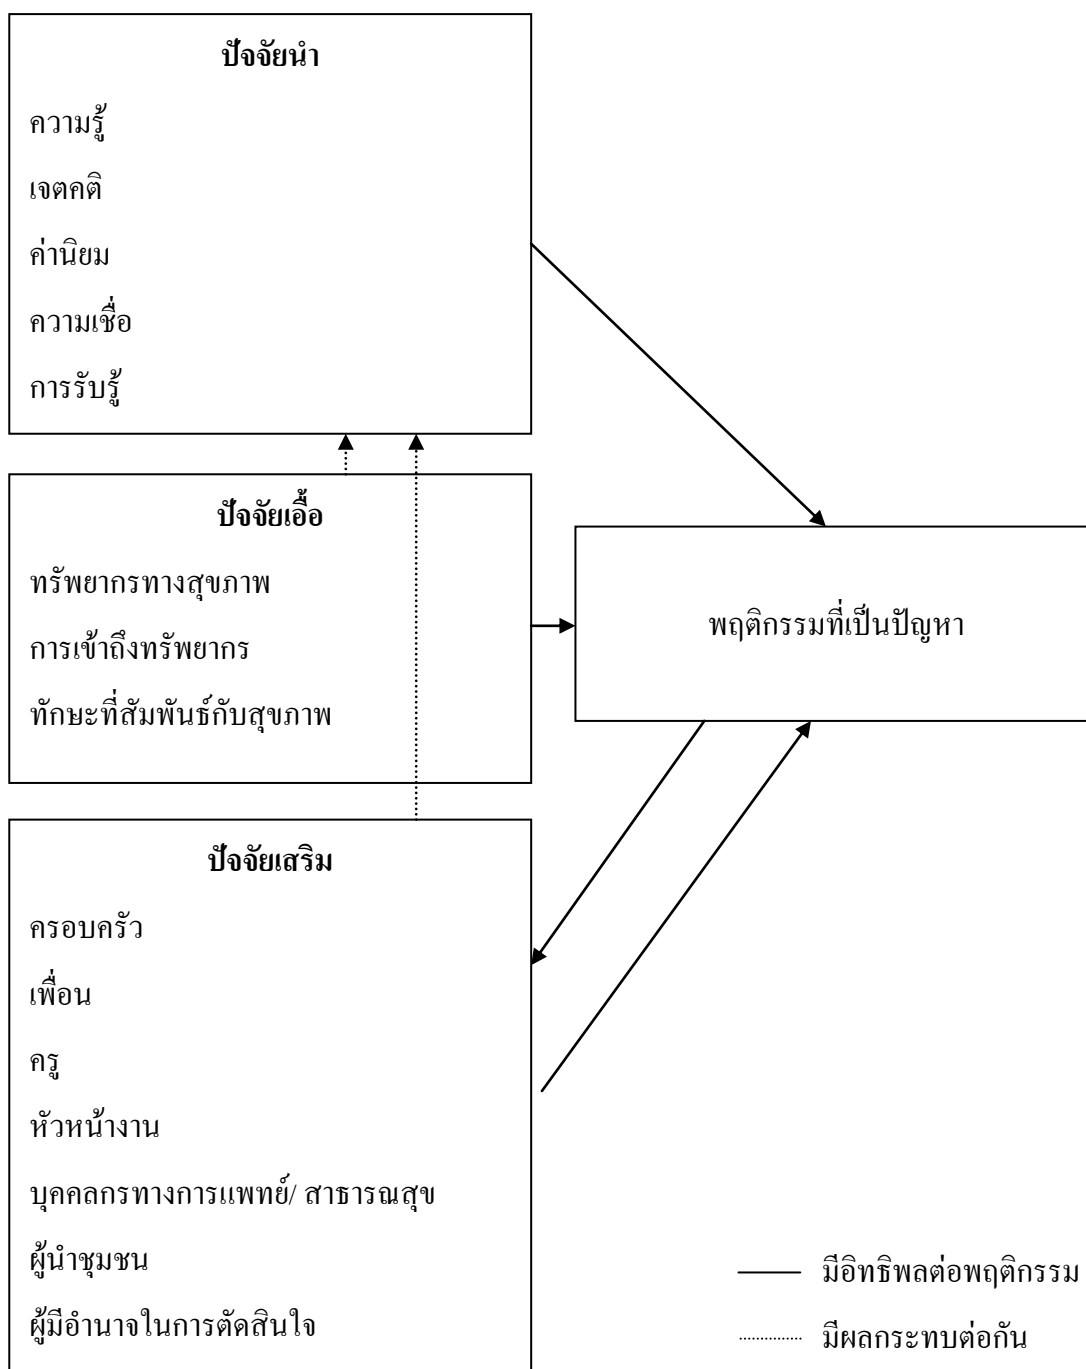 ปัจจัยนำ
ความรู้
เจตคติ
ค่านิยม
ความเชื่อ
การรับรู้
ปัจจัยเอื้อ
ทรัพยากรทางสุขภาพ
การเข้าถึงทรัพยากร
ทักษะที่สัมพันธ์กับสุขภาพ
พฤติกรรมที่เป็นปัญหา
ปัจจัยเสริม
ครอบครัว
เพื่อน
ครู
หัวหน้างาน
บุคคลกรทางการแพทย์/ สาธารณสุข
ผู้นำชุมชน
ผู้มีอำนาจในการตัดสินใจ
มีอิทธิพลต่อพฤติกรรม
มีผลกระทบต่อกัน